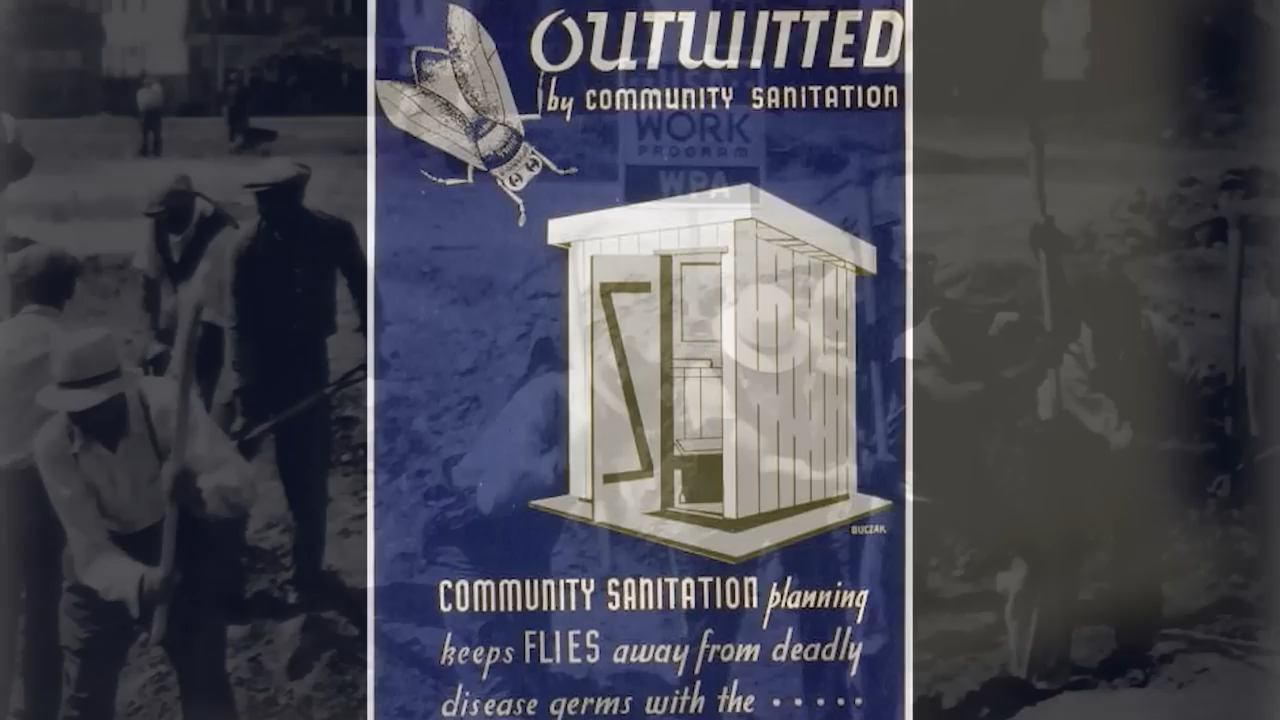 OUTWITTED
by COMMUNITY SANITATION
USA
WORK
PROGRAM
WPA
BUCZAK
COMMUNITY SANITATION planning
keeps FLIES away from deadly
disease germs with the .....